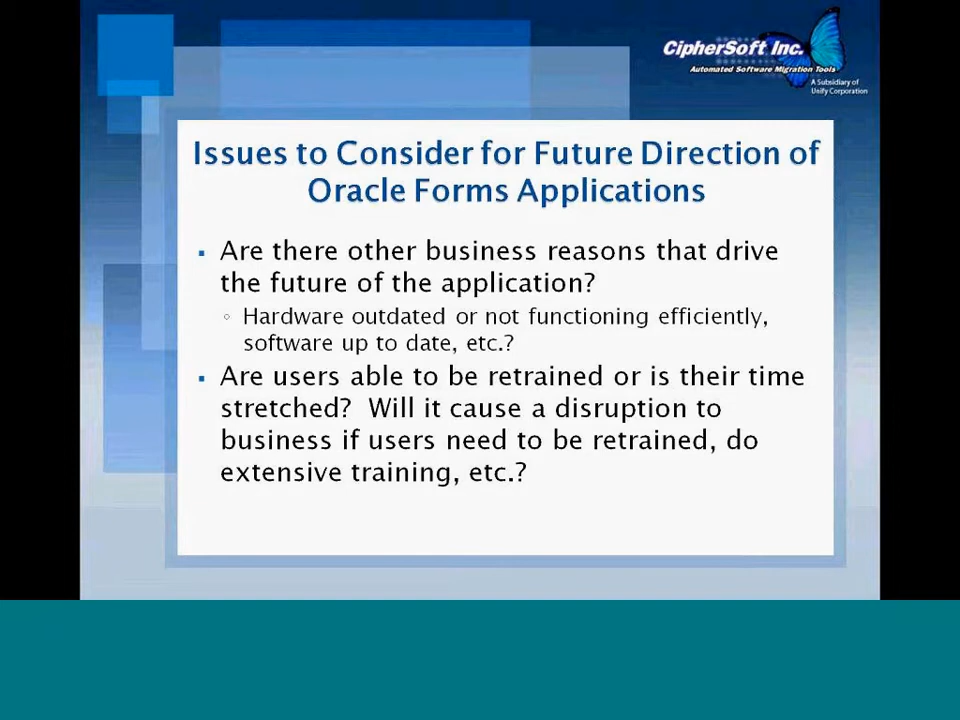 CipherSoft Inc.
Automated Software Migration Tools
A Subsidiary of
Unify Corporation
Issues to Consider for Future Direction of
Oracle Forms Applications
▪ Are there other business reasons that drive
the future of the application?
◦ Hardware outdated or not functioning efficiently,
software up to date, etc.?
▪ Are users able to be retrained or is their time
stretched? Will it cause a disruption to
business if users need to be retrained, do
extensive training, etc.?